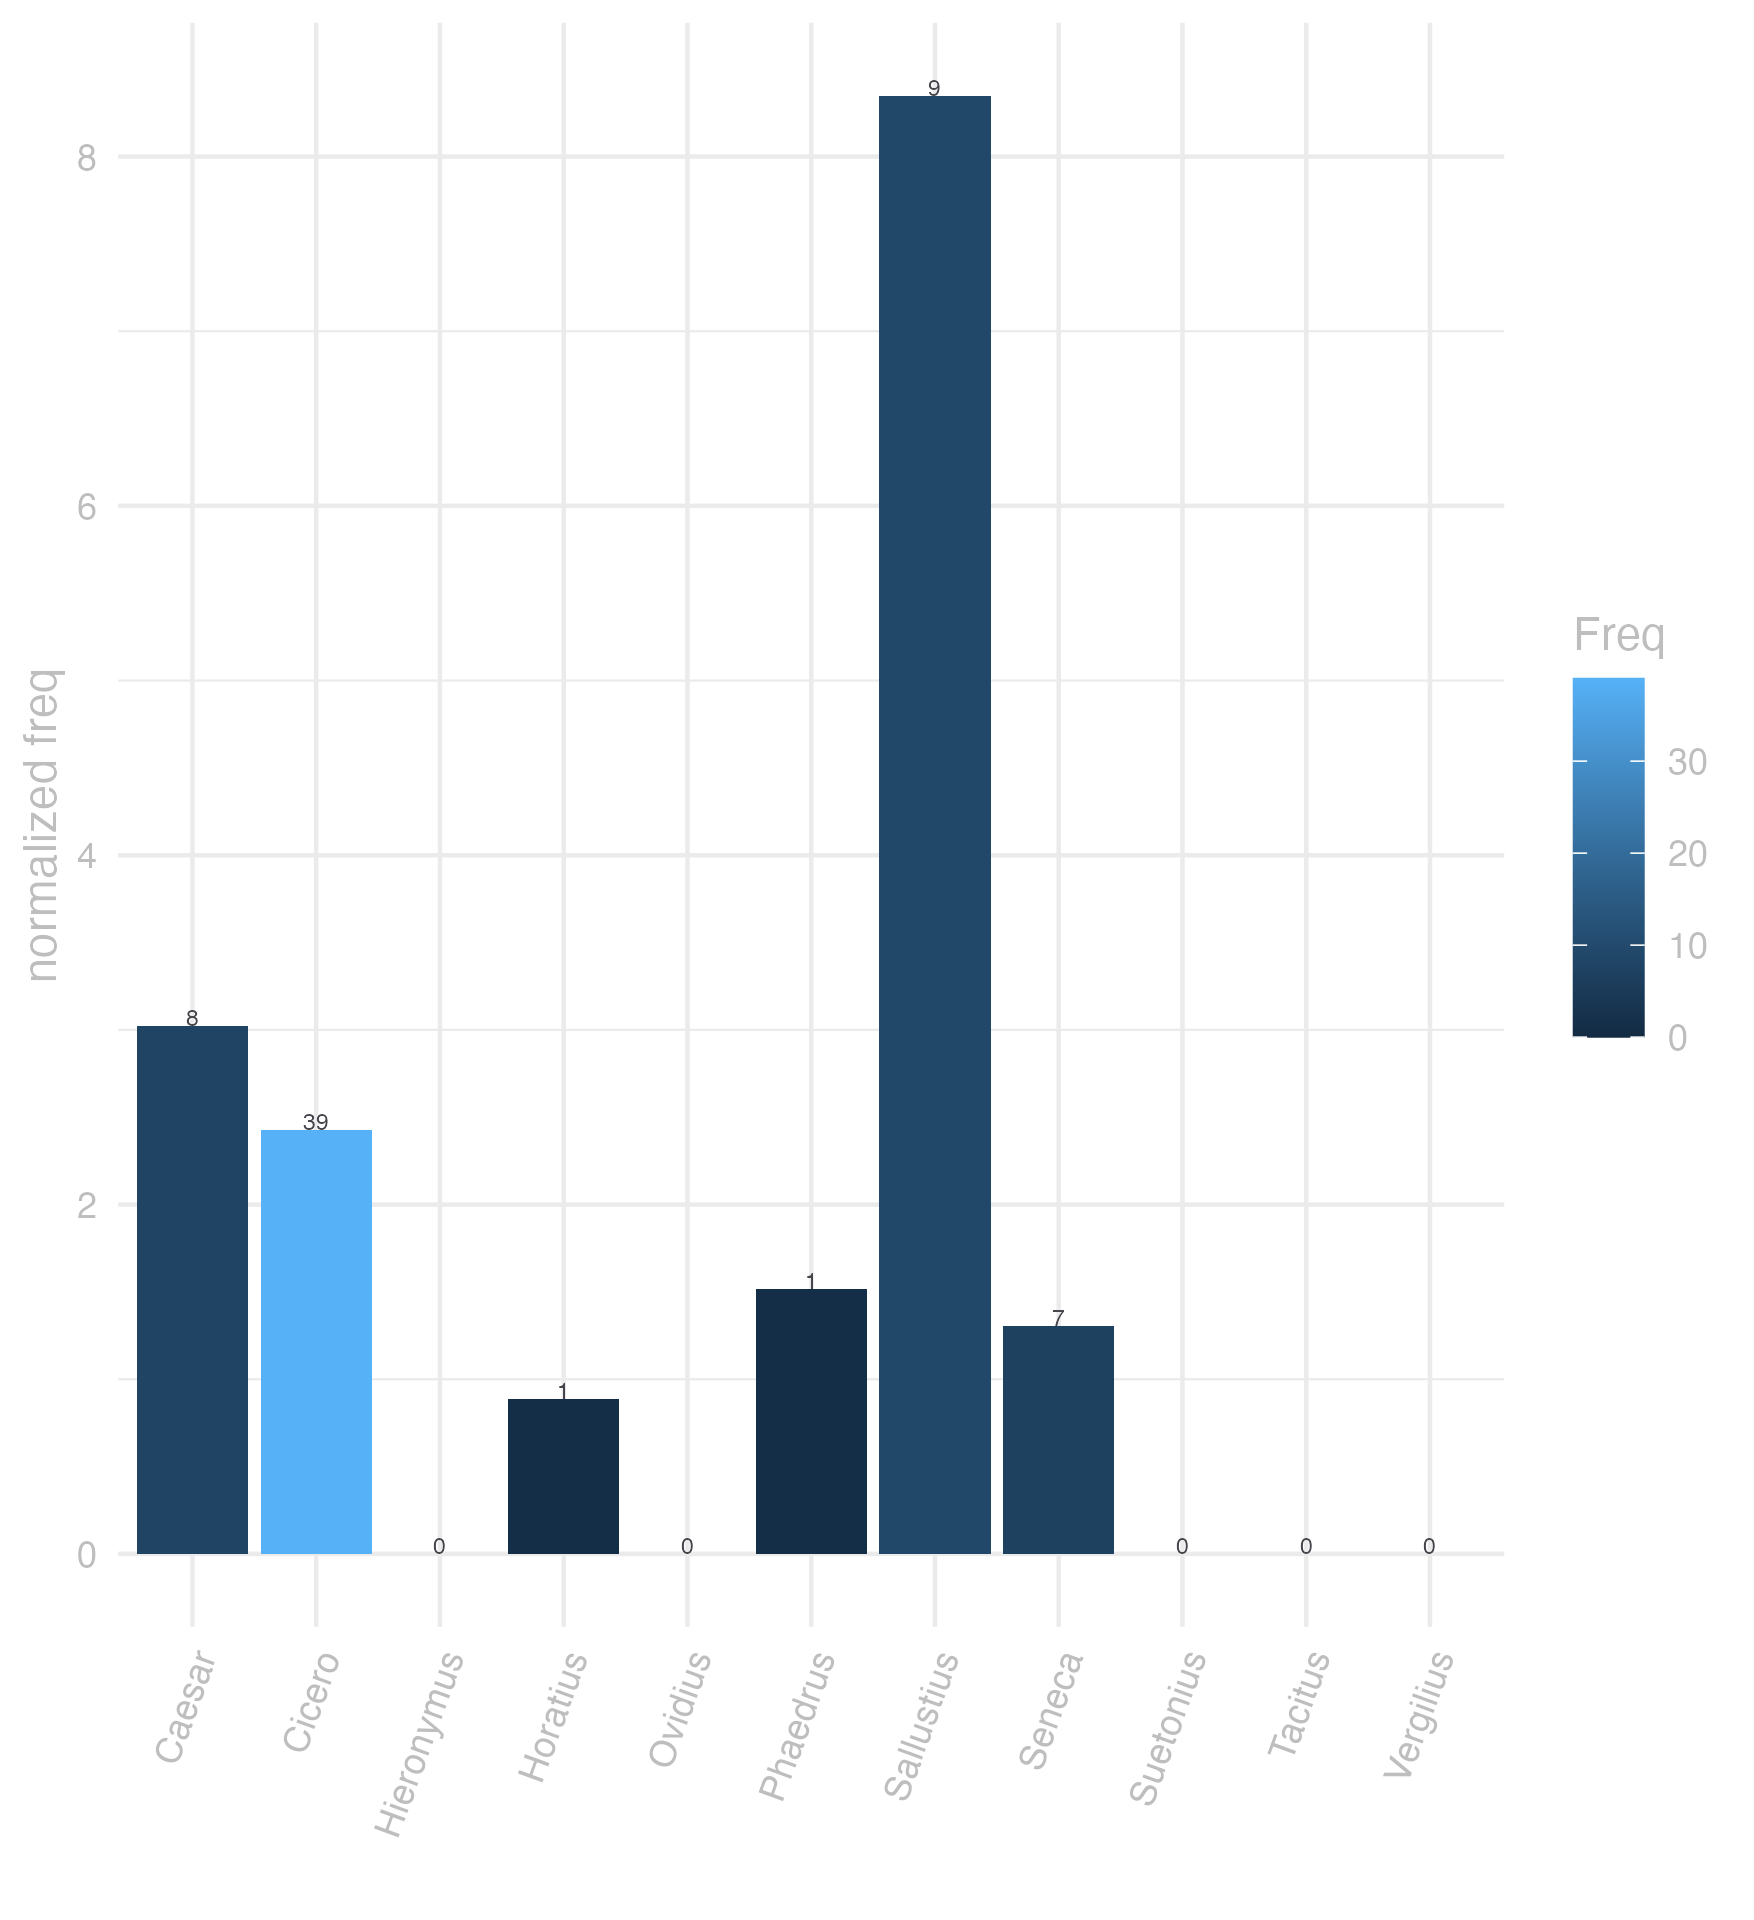 normalized freq
8
6
4
2
0
8
39
0
1
0
1
9
7
0
0
0
Caesar
Cicero
Hieronymus
Horatius
Ovidius
Phaedrus
Sallustius
Seneca
Suetonius
Tacitus
Vergilius
Freq
30
20
10
0